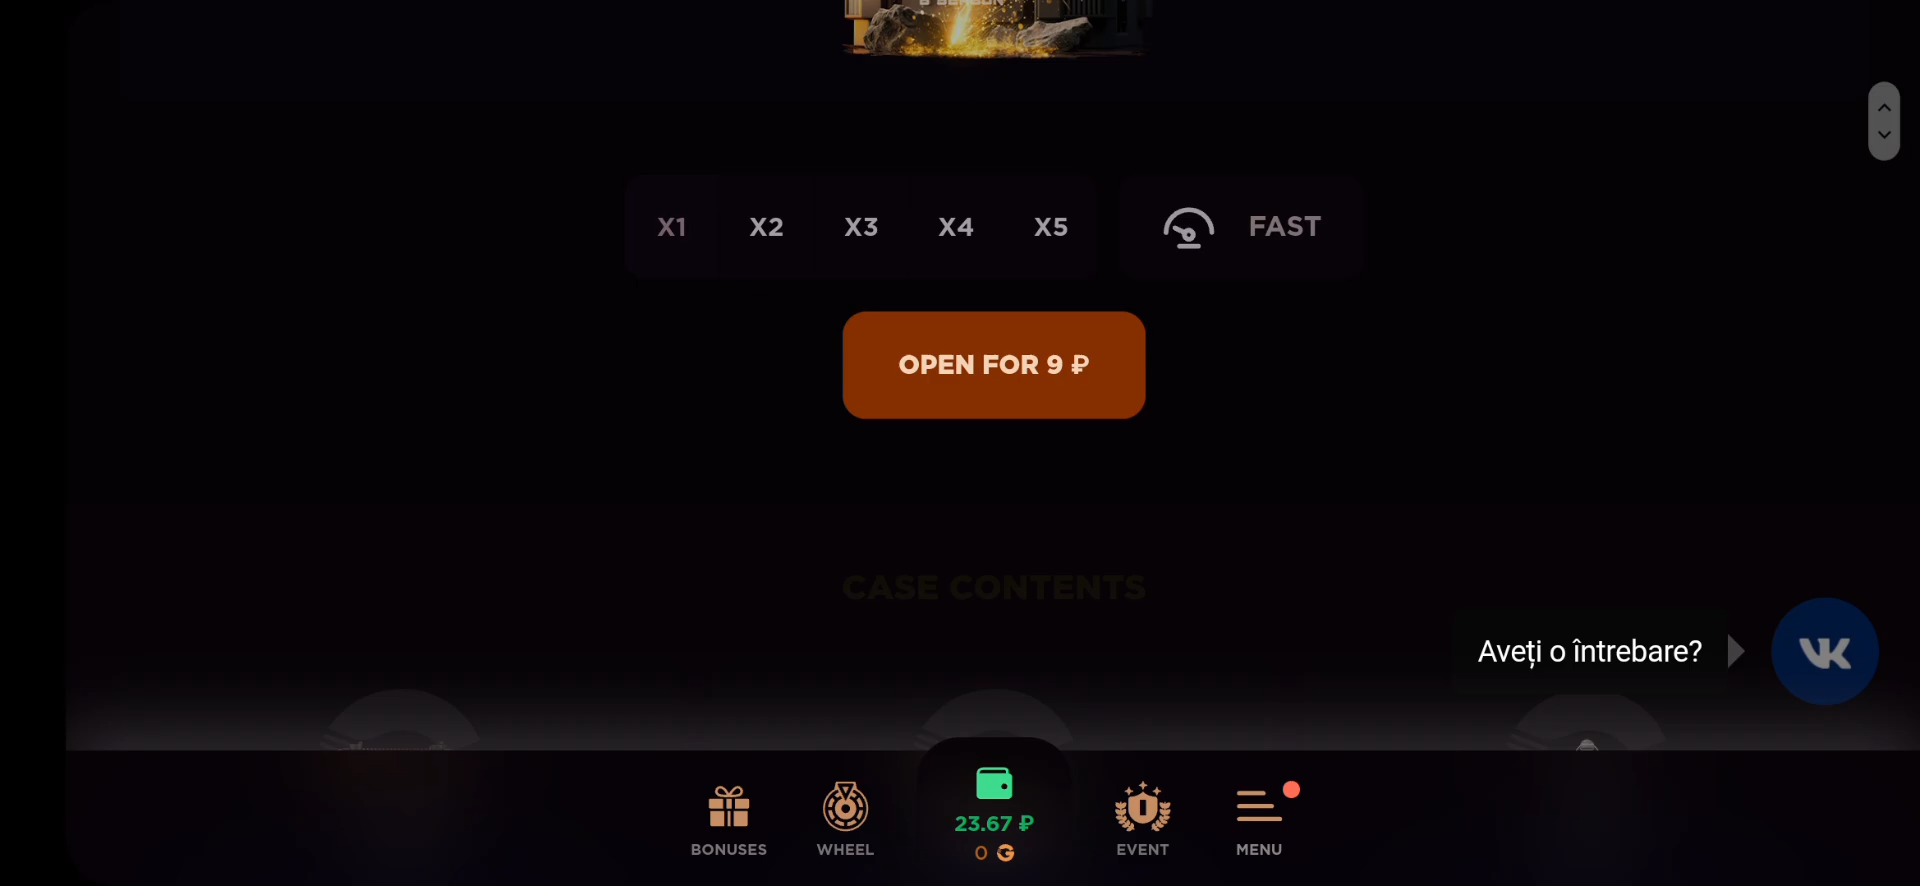 X1 X2 X3 X4 X5 FAST
OPEN FOR 9 ₽
CASE CONTENTS
Aveți o întrebare?
23.67 ₽
0 G
BONUSES WHEEL EVENT MENU